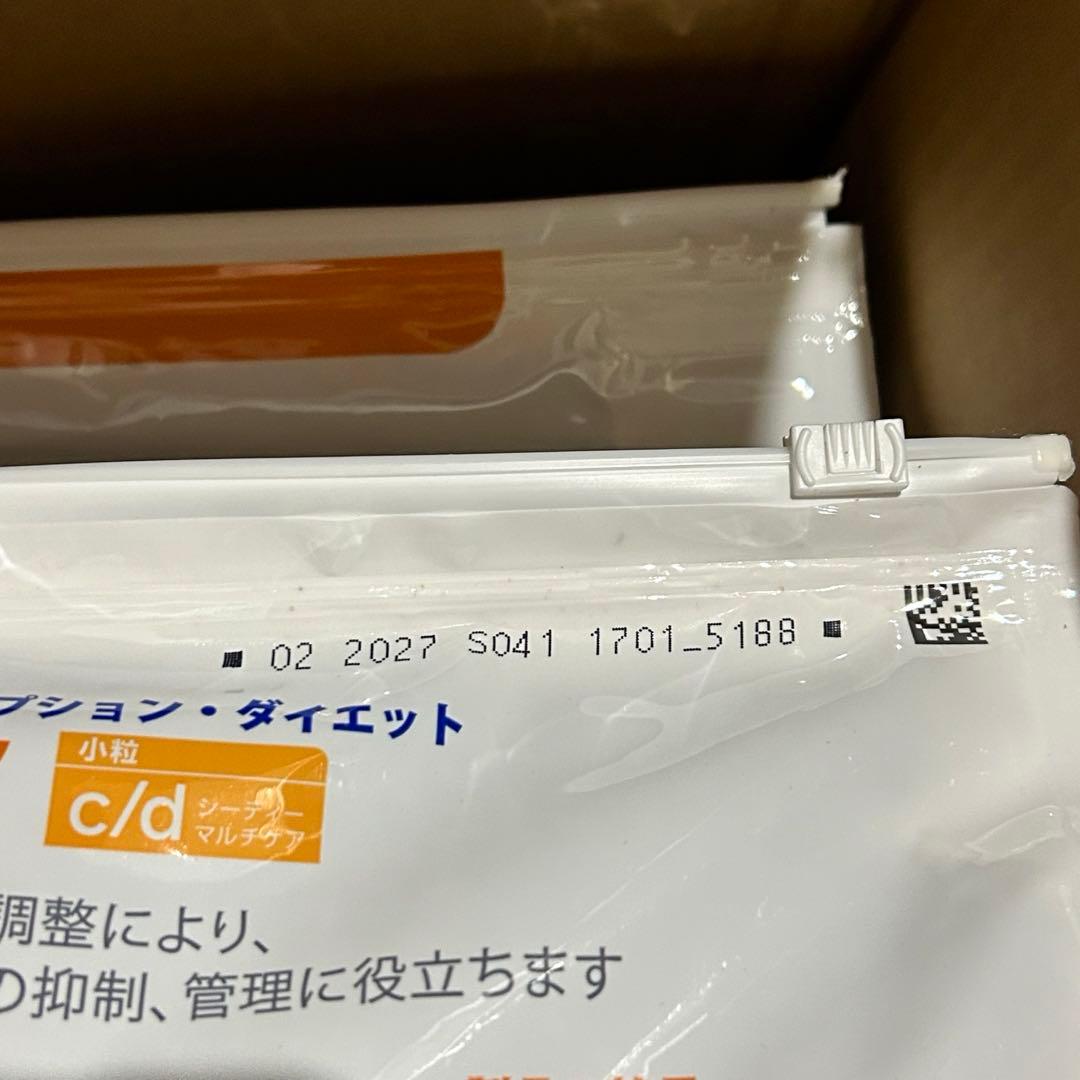 02 2027 S041 1701_5188
プション・ダイエット
小粒
c/d シーディー
マルチケア
調整により、
の抑制、管理に役立ちます